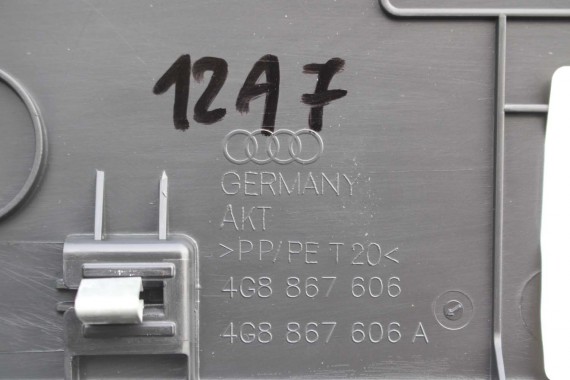 12A7
GERMANY
AKT
>PP/PE T20<
4G8 867 606
4G8 867 606 A